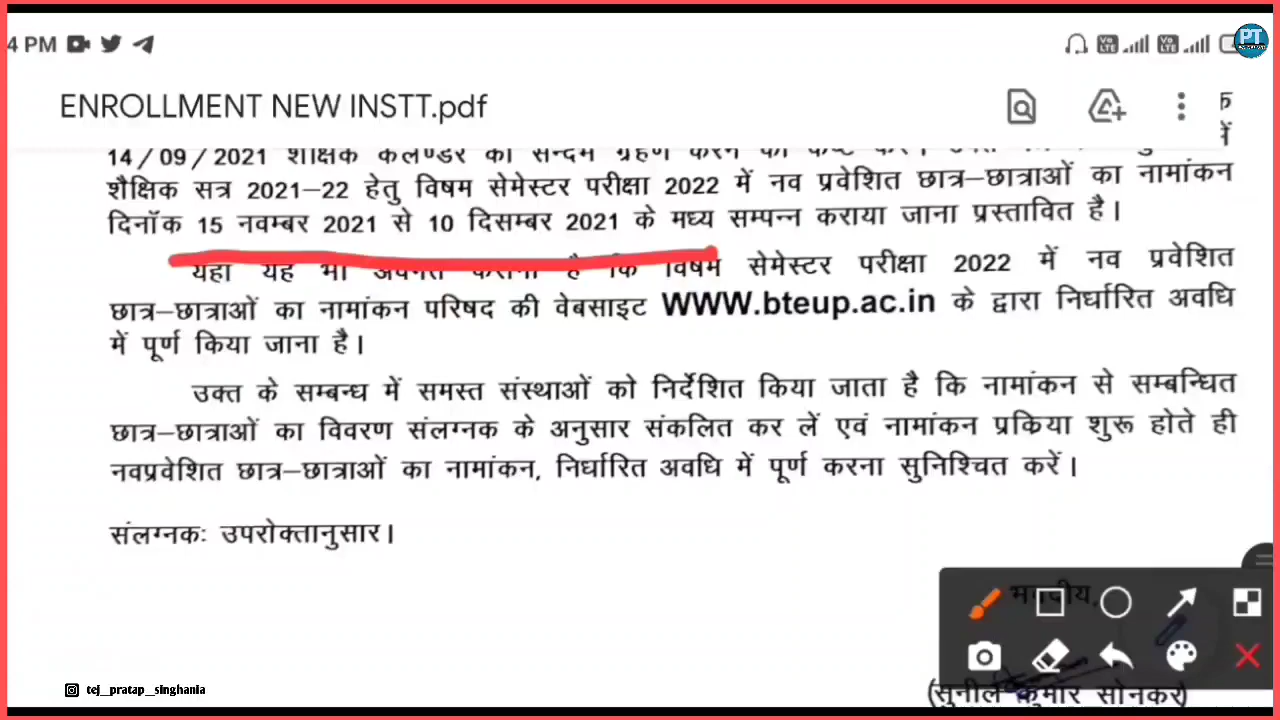 4 PM
PT
ENROLLMENT NEW INSTT.pdf
14/09/2021 शैक्षिक कलैण्डर का सन्दर्भ ग्रहण करने का कष्ट करें।
शैक्षिक सत्र 2021–22 हेतु विषम सेमेस्टर परीक्षा 2022 में नव प्रवेशित छात्र–छात्राओं का नामांकन
दिनॉक 15 नवम्बर 2021 से 10 दिसम्बर 2021 के मध्य सम्पन्न कराया जाना प्रस्तावित है।
यहां यह भी अवगत कराना है कि विषम सेमेस्टर परीक्षा 2022 में नव प्रवेशित
छात्र–छात्राओं का नामांकन परिषद की वेबसाइट WWW.bteup.ac.in के द्वारा निर्धारित अवधि
में पूर्ण किया जाना है।
उक्त के सम्बन्ध में समस्त संस्थाओं को निर्देशित किया जाता है कि नामांकन से सम्बन्धित
छात्र–छात्राओं का विवरण संलग्नक के अनुसार संकलित कर लें एवं नामांकन प्रक्रिया शुरू होते ही
नवप्रवेशित छात्र–छात्राओं का नामांकन, निर्धारित अवधि में पूर्ण करना सुनिश्चित करें।
संलग्नकः उपरोक्तानुसार।
भवदीय,
(सुनील कुमार सोनकर)
tej_pratap_singhania